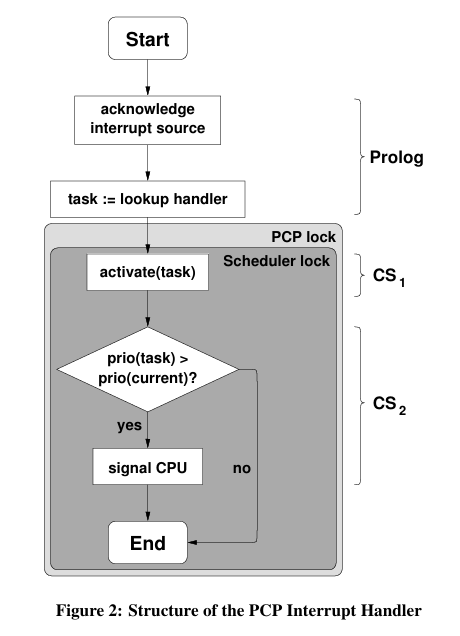 Start
acknowledge
interrupt source
Prolog
task := lookup handler
PCP lock
Scheduler lock
activate(task)
CS1
prio(task) >
prio(current)?
CS2
yes
signal CPU
no
End
Figure 2: Structure of the PCP Interrupt Handler